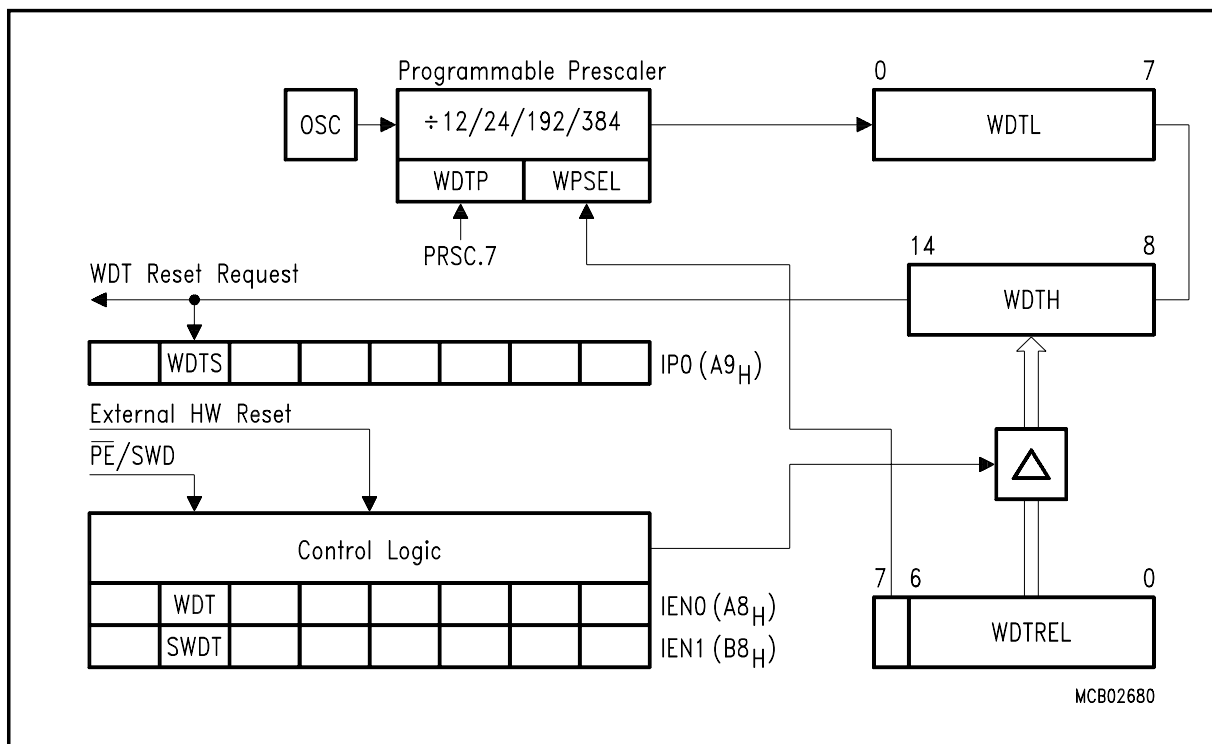 Programmable Prescaler
0 7
OSC
÷12/24/192/384
WDTL
WDTP WPSEL
PRSC.7
14 8
WDT Reset Request
WDTH
WDTS
IP0 (A9H)
External HW Reset
P̅E̅/SWD
Control Logic
7 6 0
WDT
IEN0 (A8H)
WDTREL
SWDT
IEN1 (B8H)
MCB02680